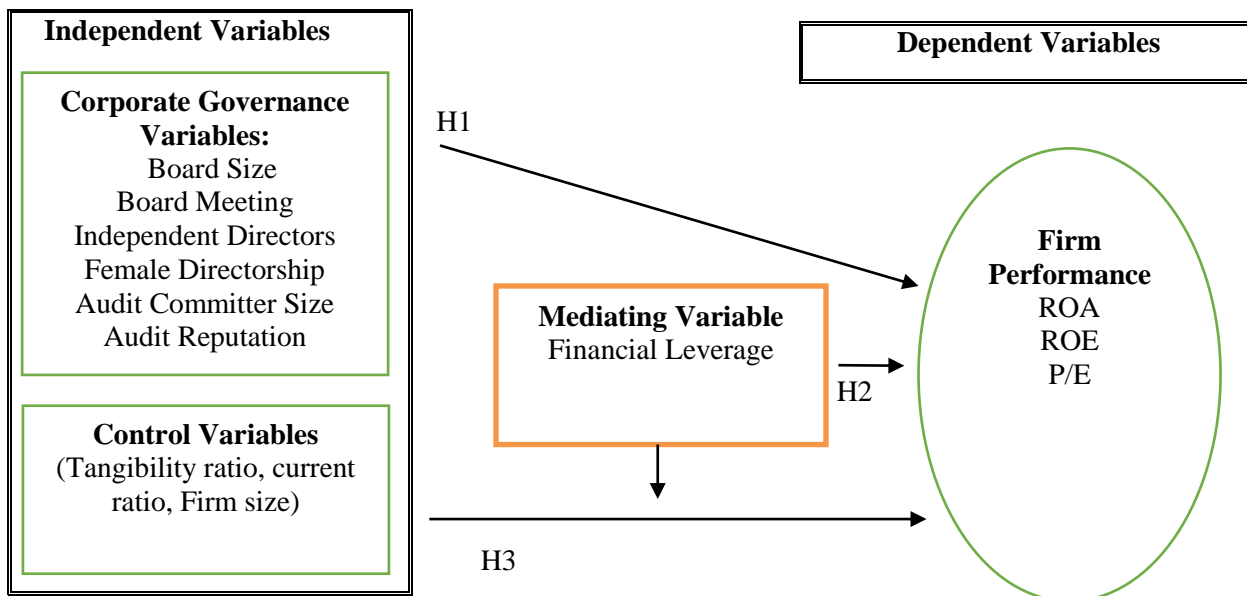 Independent Variables
Corporate Governance
Variables:
Board Size
Board Meeting
Independent Directors
Female Directorship
Audit Committer Size
Audit Reputation
Control Variables
(Tangibility ratio, current
ratio, Firm size)
H1
Mediating Variable
Financial Leverage
H2
H3
Dependent Variables
Firm
Performance
ROA
ROE
P/E